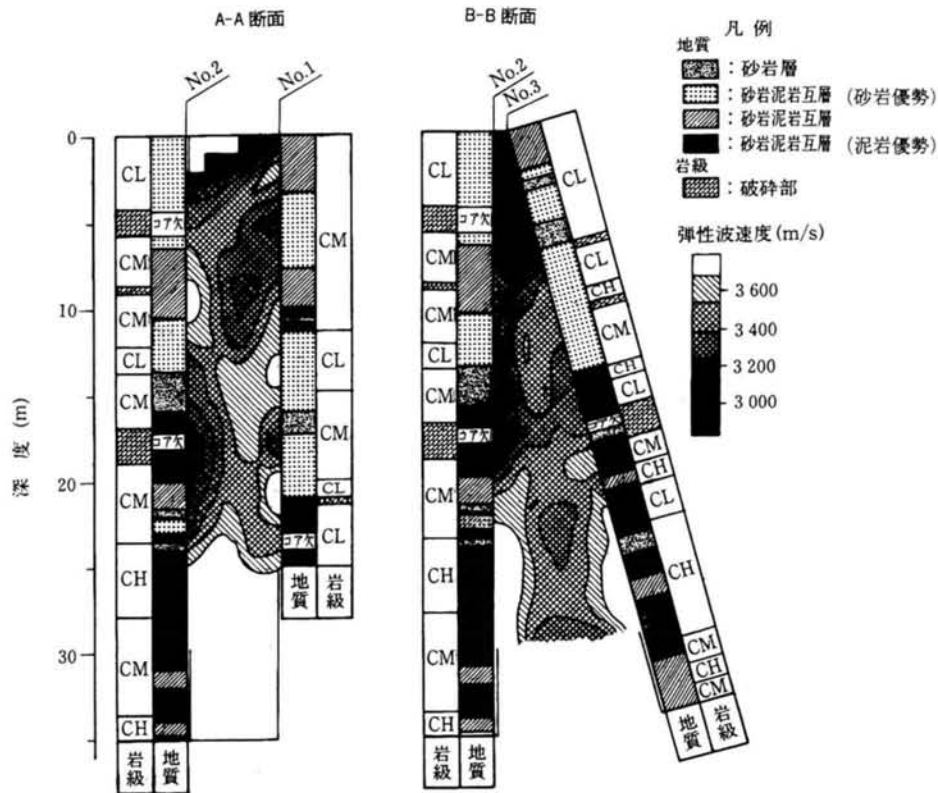 A-A 断面
B-B 断面
凡例
地質
：砂岩層
：砂岩泥岩互層 (砂岩優勢)
：砂岩泥岩互層
：砂岩泥岩互層 (泥岩優勢)
岩級
：破砕部
弾性波速度 (m/s)
3 600
3 400
3 200
3 000
深度 (m)
0
10
20
30
No.2
No.1
CL
CM
CM
CL
CM
CM
CH
CM
CH
コア欠
コア欠
岩級
地質
コア欠
CM
CL
CM
CL
CL
地質
岩級
No.2
No.3
CL
CM
CM
CL
CM
CM
CH
CM
CH
コア欠
コア欠
岩級
地質
コア欠
CL
CL
CH
CM
CH
CL
CM
CH
CL
CH
CM
CH
CM
地質
岩級